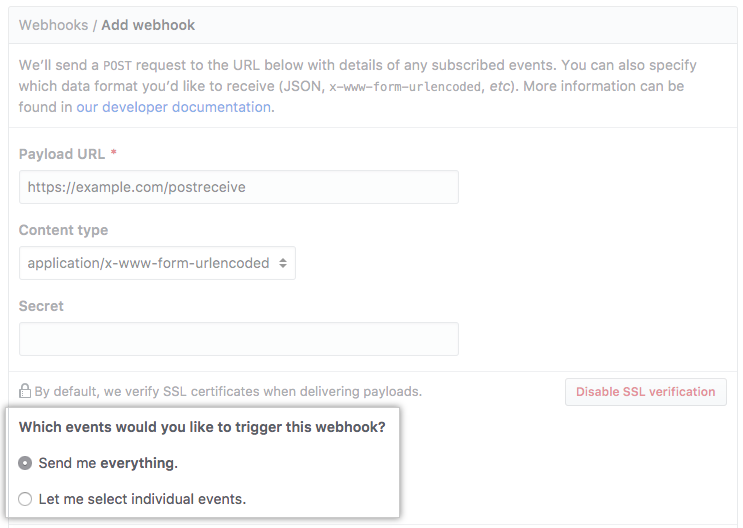 Webhooks / Add webhook
We’ll send a POST request to the URL below with details of any subscribed events. You can also specify
which data format you’d like to receive (JSON, x-www-form-urlencoded, etc). More information can be
found in our developer documentation.
Payload URL *
https://example.com/postreceive
Content type
application/x-www-form-urlencoded
Secret
By default, we verify SSL certificates when delivering payloads.
Disable SSL verification
Which events would you like to trigger this webhook?
Send me everything.
Let me select individual events.